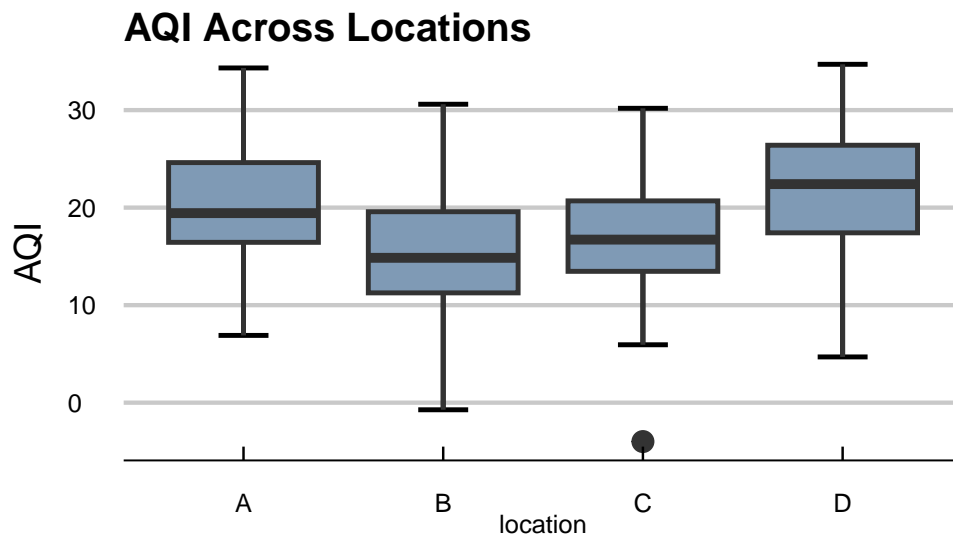 AQI Across Locations
AQI
30
20
10
0
A B C D
location